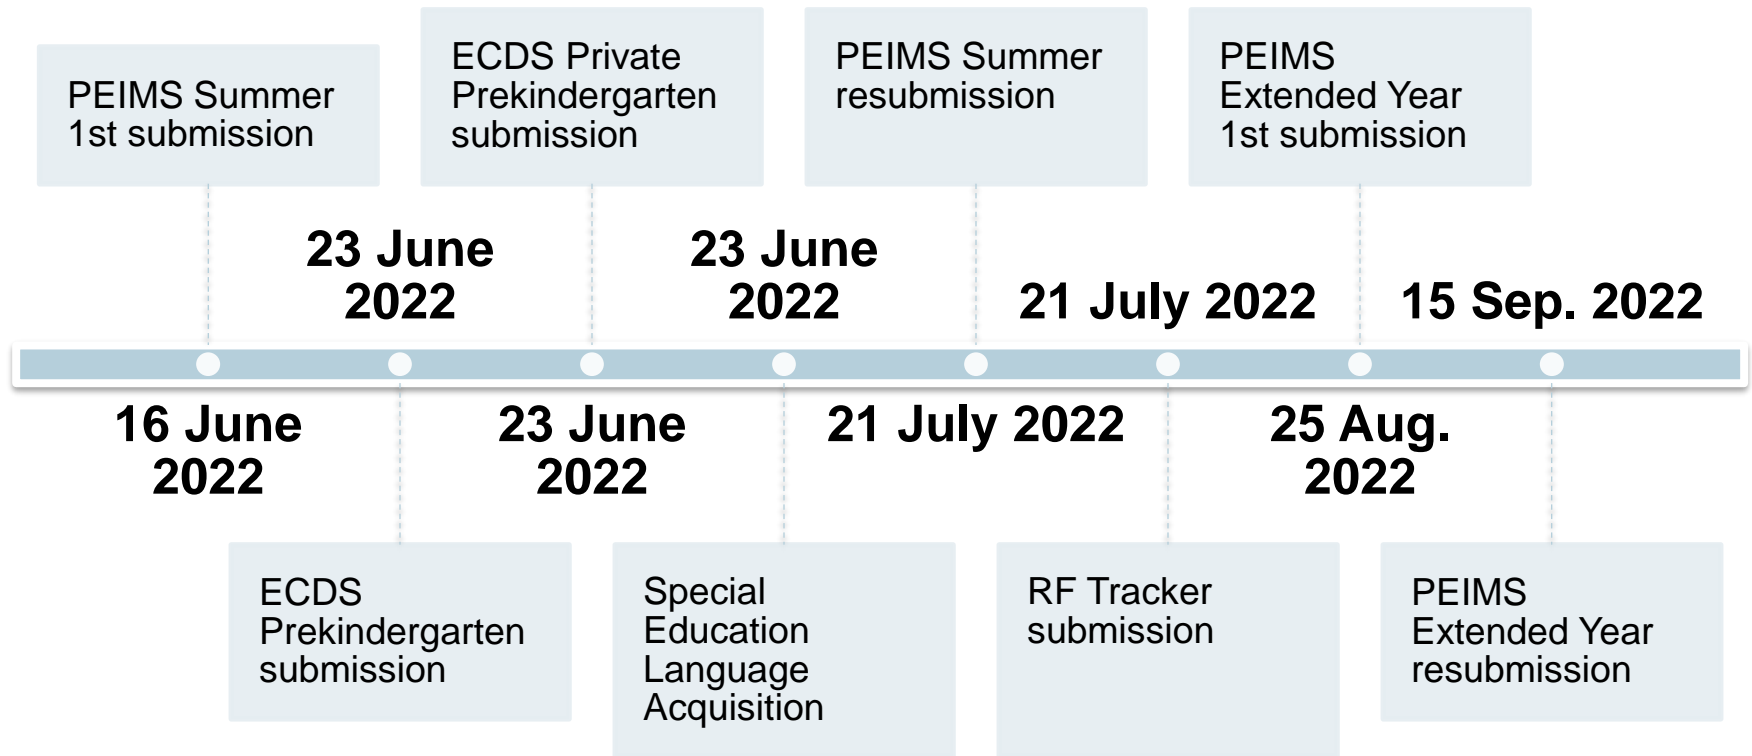 PEIMS Summer
1st submission
16 June
2022
23 June
2022
ECDS
Prekindergarten
submission
ECDS Private
Prekindergarten
submission
23 June
2022
23 June
2022
Special
Education
Language
Acquisition
PEIMS Summer
resubmission
21 July 2022
21 July 2022
RF Tracker
submission
PEIMS
Extended Year
1st submission
25 Aug.
2022
15 Sep. 2022
PEIMS
Extended Year
resubmission